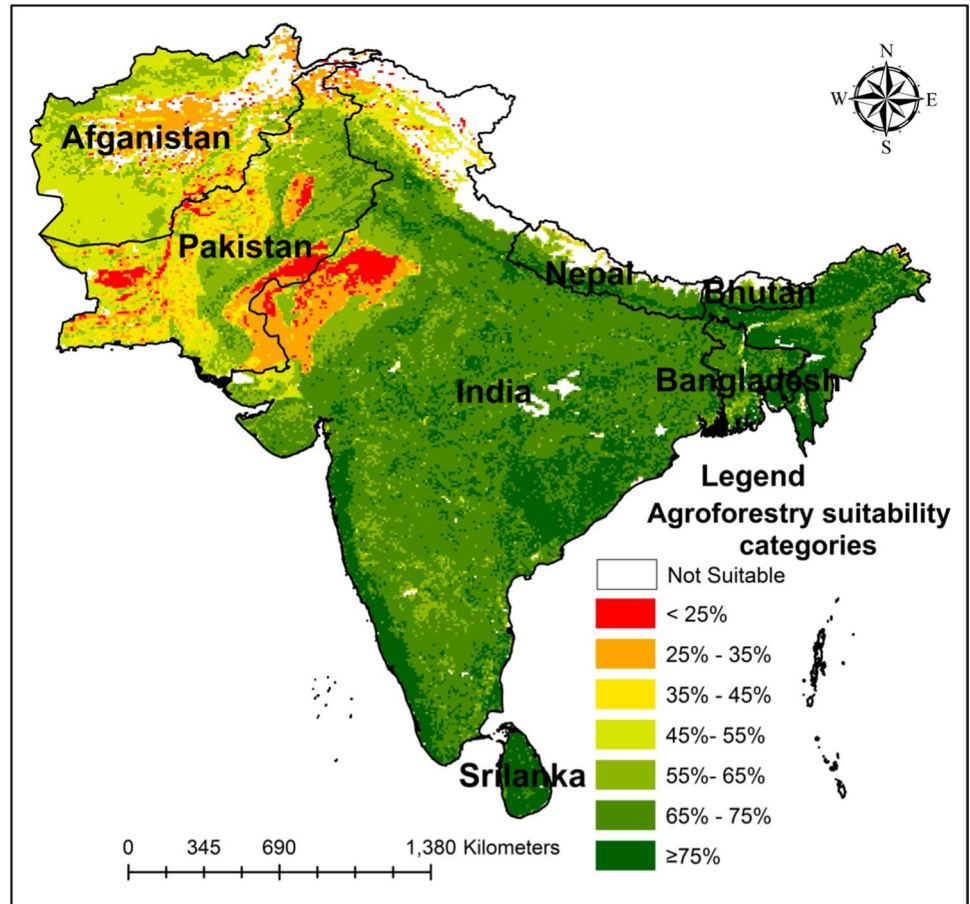 N
W E
S
Afganistan
Pakistan
Nepal
Bhutan
India
Bangladesh
Srilanka
Legend
Agroforestry suitability
categories
Not Suitable
< 25%
25% - 35%
35% - 45%
45%- 55%
55%- 65%
65% - 75%
≥75%
0 345 690 1,380 Kilometers